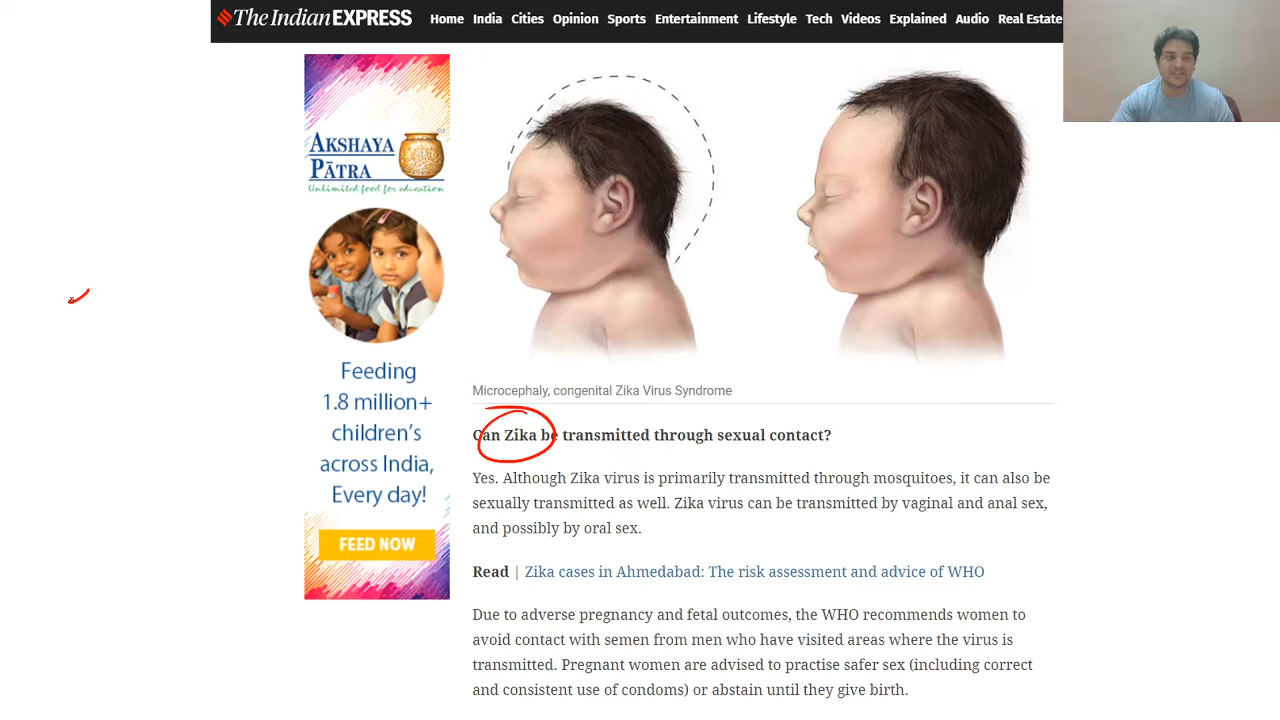 The Indian EXPRESS
Home India Cities Opinion Sports Entertainment Lifestyle Tech Videos Explained Audio Real Estate
AKSHAYA
PĀTRA
TM
Unlimited food for education
Feeding
1.8 million+
children's
across India,
Every day!
FEED NOW
Microcephaly, congenital Zika Virus Syndrome
Can Zika be transmitted through sexual contact?
Yes. Although Zika virus is primarily transmitted through mosquitoes, it can also be
sexually transmitted as well. Zika virus can be transmitted by vaginal and anal sex,
and possibly by oral sex.
Read | Zika cases in Ahmedabad: The risk assessment and advice of WHO
Due to adverse pregnancy and fetal outcomes, the WHO recommends women to
avoid contact with semen from men who have visited areas where the virus is
transmitted. Pregnant women are advised to practise safer sex (including correct
and consistent use of condoms) or abstain until they give birth.